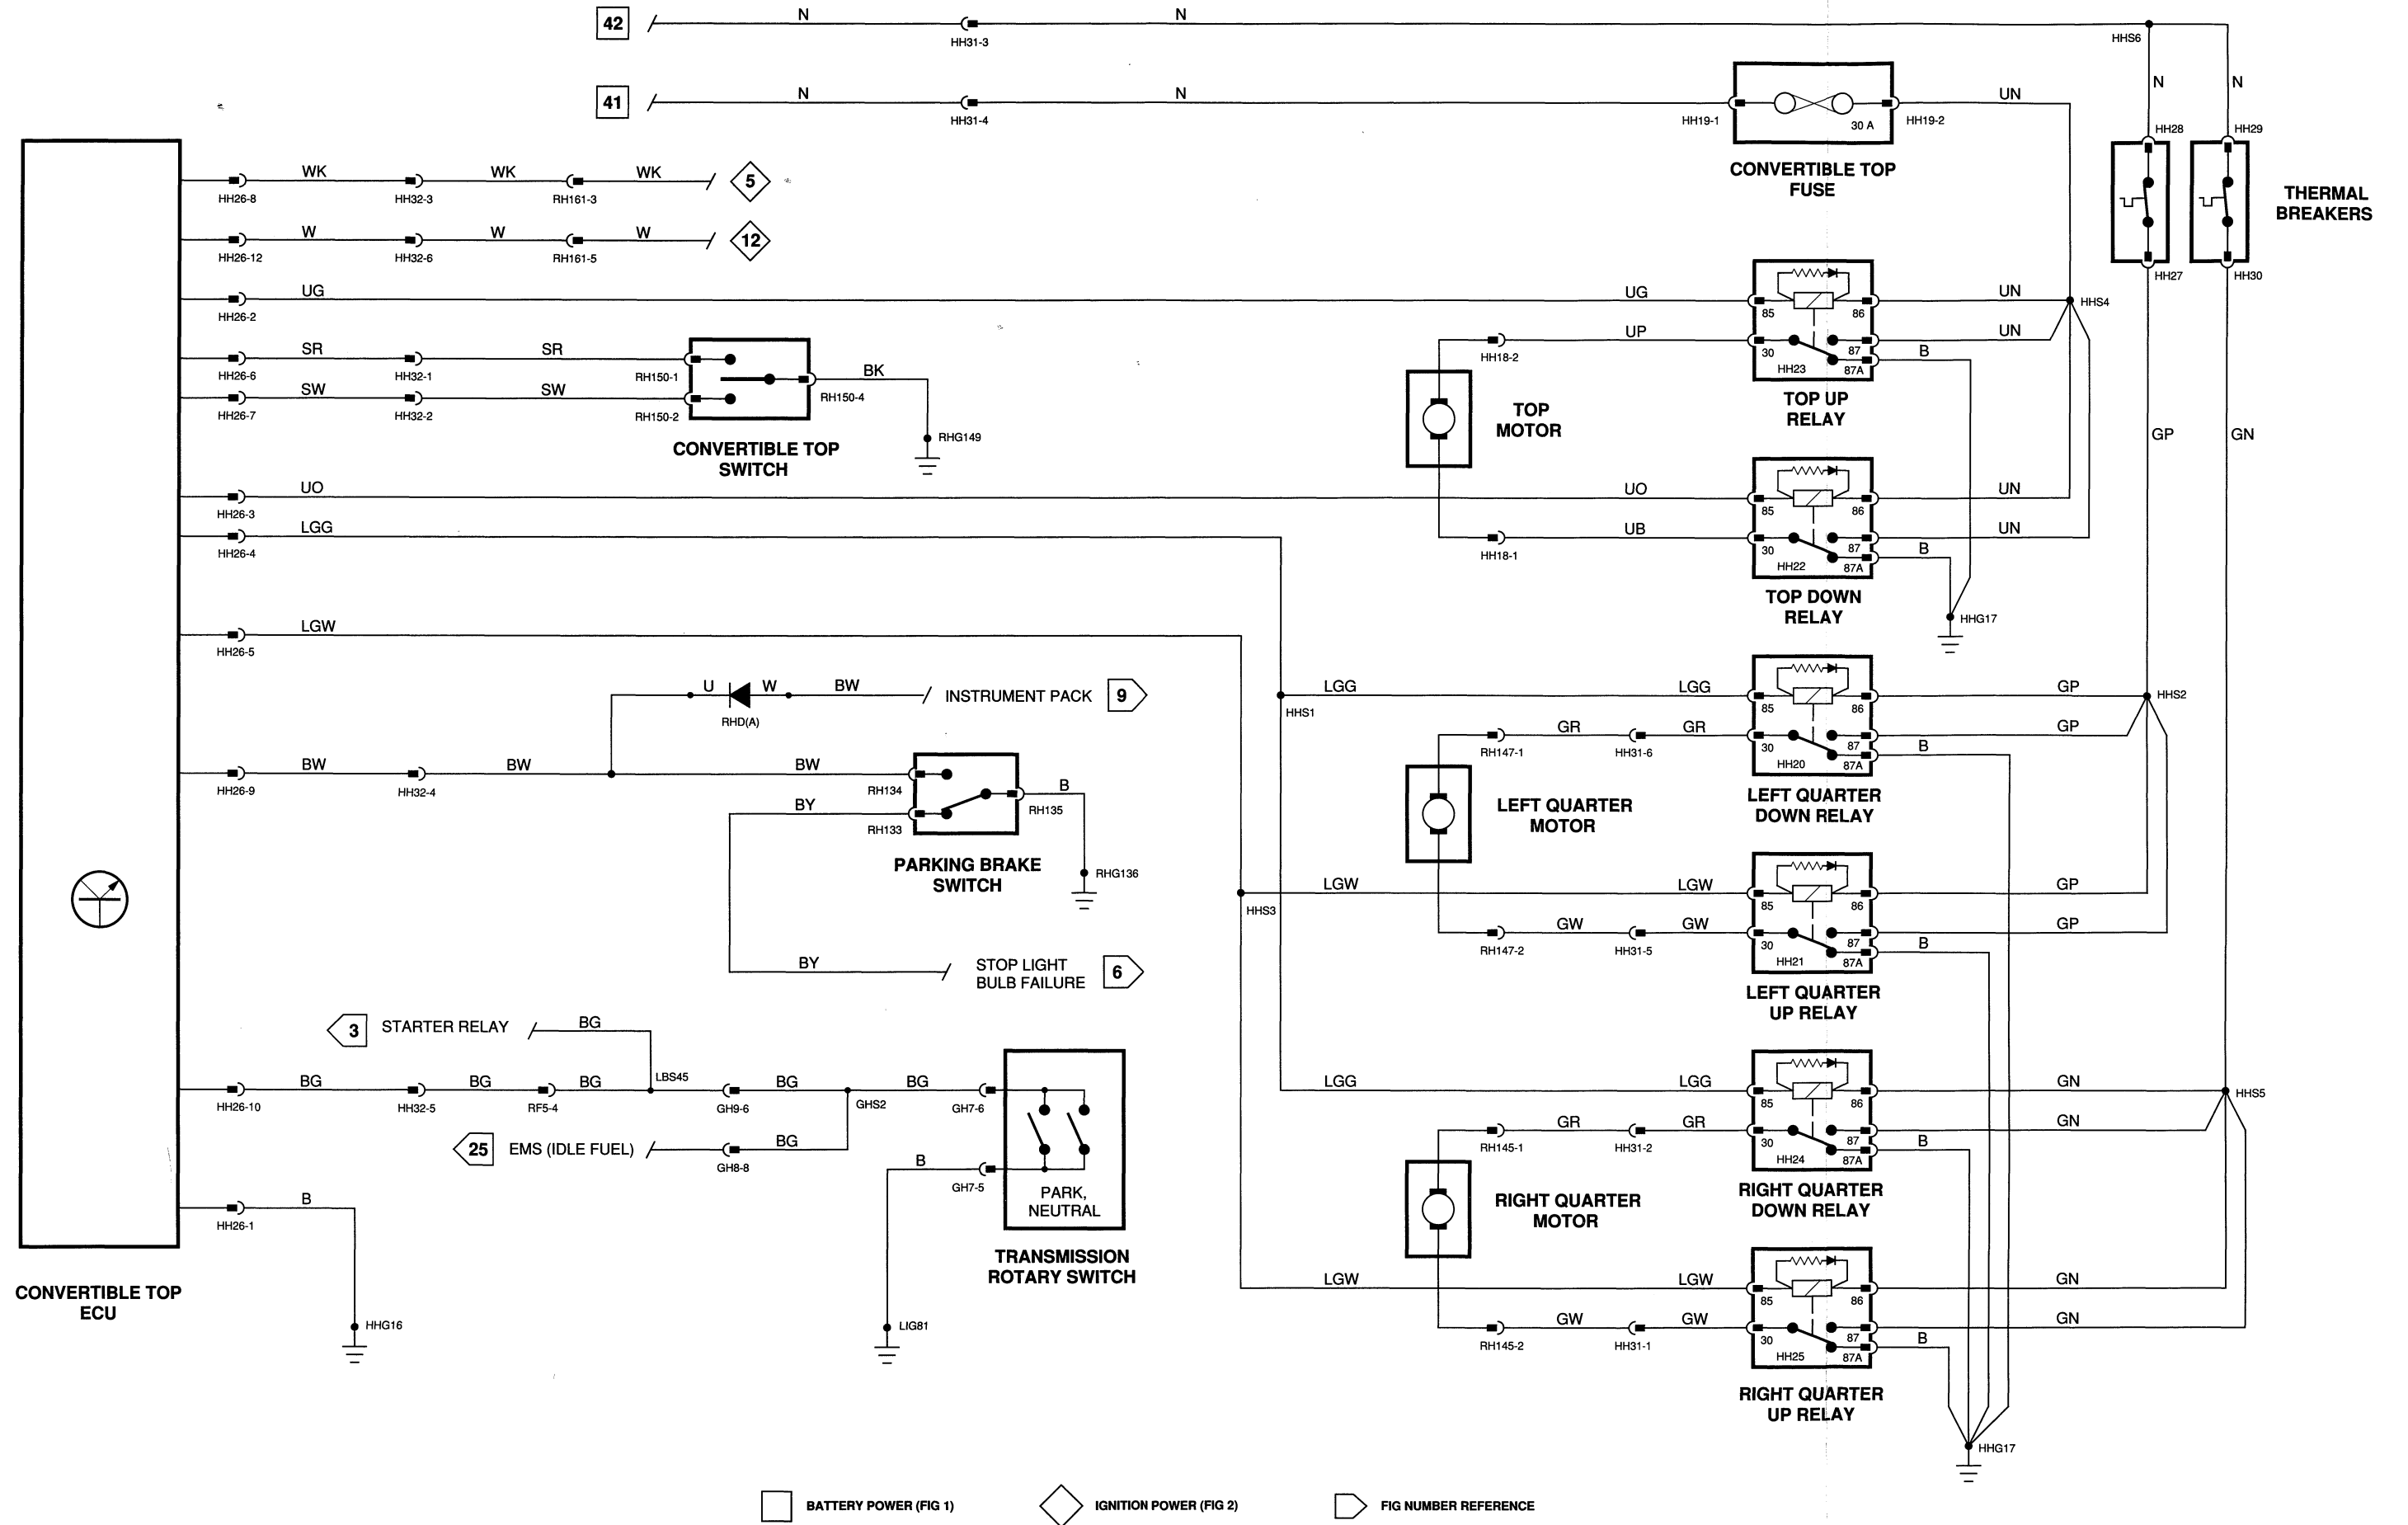 42 N HH31-3 N HHS6
41 N HH31-4 N HH19-1 30 A HH19-2 UN
N N
HH28 HH29
CONVERTIBLE TOP
FUSE
THERMAL
BREAKERS
HH27 HH30
WK WK WK 5
HH26-8 HH32-3 RH161-3
W W W 12
HH26-12 HH32-6 RH161-5
UG UG 85 86 UN HHS4
HH26-2
UP 30 87 UN
HH18-2 HH23 87A B
TOP UP
RELAY
SR SR
HH26-6 HH32-1 RH150-1
BK
RH150-4
SW SW
HH26-7 HH32-2 RH150-2
RHG149
CONVERTIBLE TOP
SWITCH
TOP
MOTOR
GP GN
UO UO 85 86 UN
HH26-3
LGG
HH26-4
UB 30 87 UN
HH18-1 HH22 87A B
TOP DOWN
RELAY
HHG17
LGW
HH26-5
U W BW INSTRUMENT PACK 9
RHD(A)
LGG LGG 85 86 GP HHS2
HHS1
GR GR 30 87 GP
RH147-1 HH31-6 HH20 87A B
LEFT QUARTER
DOWN RELAY
BW BW BW
HH26-9 HH32-4 RH134
B
RH135
BY
RH133
PARKING BRAKE
SWITCH
RHG136
LEFT QUARTER
MOTOR
LGW LGW 85 86 GP
HHS3
GW GW 30 87 GP
RH147-2 HH31-5 HH21 87A B
LEFT QUARTER
UP RELAY
BY STOP LIGHT
BULB FAILURE 6
3 STARTER RELAY BG
BG BG BG LBS45 BG BG
HH26-10 HH32-5 RF5-4 GH9-6 GHS2 GH7-6
25 EMS (IDLE FUEL) BG
GH8-8
B
GH7-5
PARK,
NEUTRAL
TRANSMISSION
ROTARY SWITCH
LGG LGG 85 86 GN HHS5
GR GR 30 87 GN
RH145-1 HH31-2 HH24 87A B
RIGHT QUARTER
DOWN RELAY
RIGHT QUARTER
MOTOR
B
HH26-1
CONVERTIBLE TOP
ECU
HHG16
LIG81
LGW LGW 85 86 GN
GW GW 30 87 GN
RH145-2 HH31-1 HH25 87A B
RIGHT QUARTER
UP RELAY
HHG17
BATTERY POWER (FIG 1) IGNITION POWER (FIG 2) FIG NUMBER REFERENCE